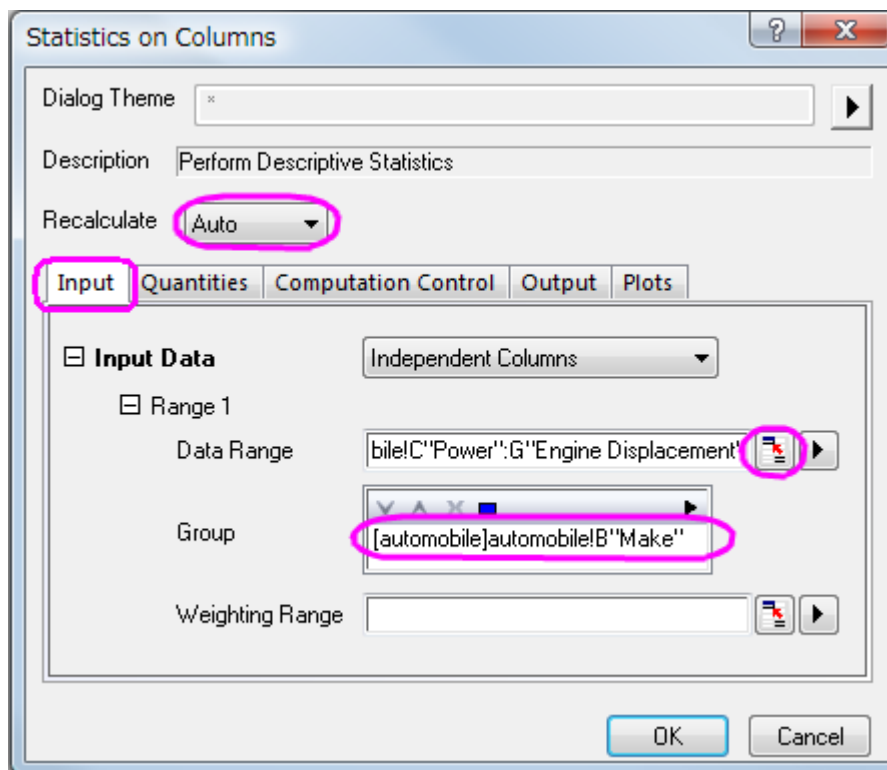 Statistics on Columns
Dialog Theme *
Description Perform Descriptive Statistics
Recalculate Auto
Input Quantities Computation Control Output Plots
Input Data Independent Columns
Range 1
Data Range bile!C"Power":G"Engine Displacement"
Group [automobile]automobile!B"Make"
Weighting Range
OK Cancel